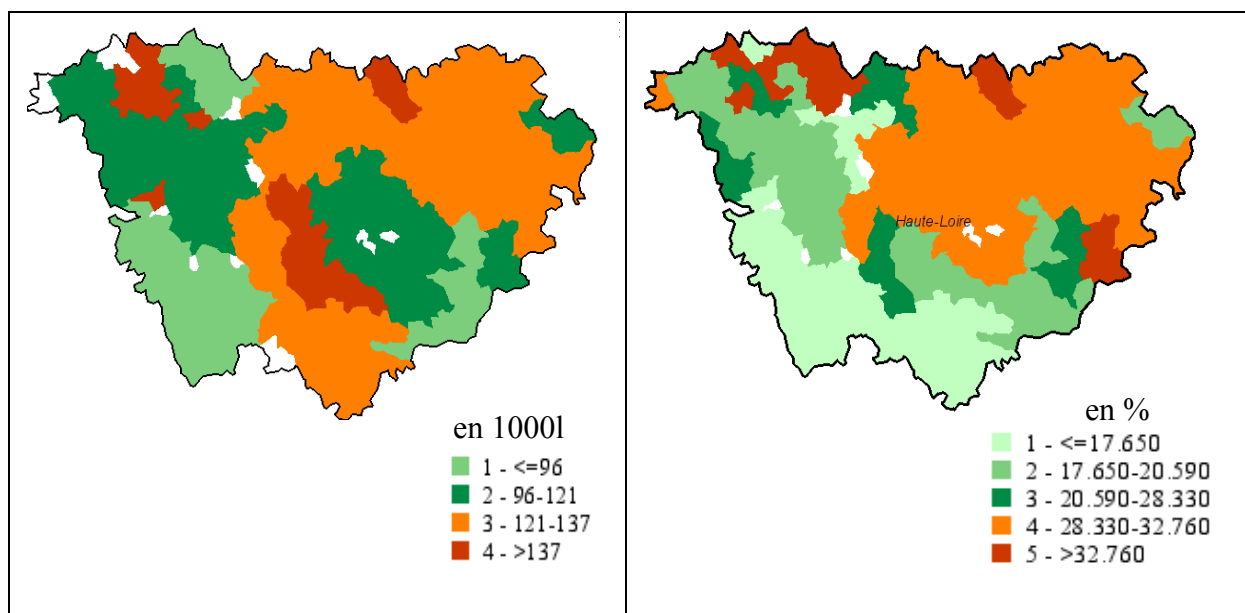 en 1000l
1 - <=96
2 - 96-121
3 - 121-137
4 - >137
Haute-Loire
en %
1 - <=17.650
2 - 17.650-20.590
3 - 20.590-28.330
4 - 28.330-32.760
5 - >32.760